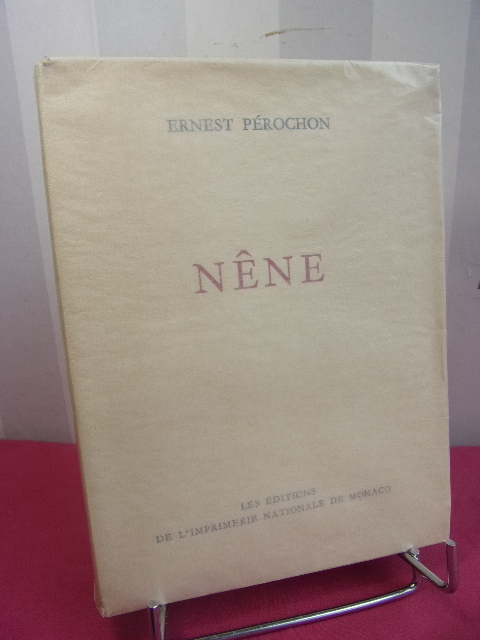 ERNEST PÉROCHON
NÊNE
LES ÉDITIONS
DE L'IMPRIMERIE NATIONALE DE MONACO